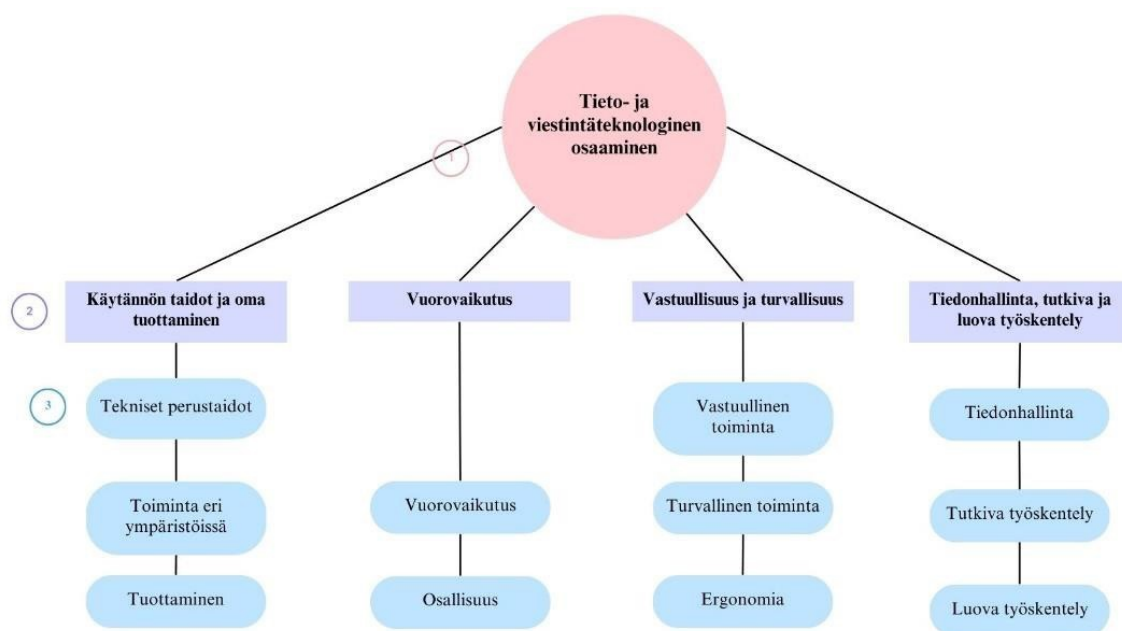 Tieto- ja
viestintäteknologinen
osaaminen
1
2
Käytännön taidot ja oma
tuottaminen
Vuorovaikutus
Vastuullisuus ja turvallisuus
Tiedonhallinta, tutkiva ja
luova työskentely
3
Tekniset perustaidot
Vastuullinen
toiminta
Tiedonhallinta
Toiminta eri
ympäristöissä
Vuorovaikutus
Turvallinen toiminta
Tutkiva työskentely
Tuottaminen
Osallisuus
Ergonomia
Luova työskentely